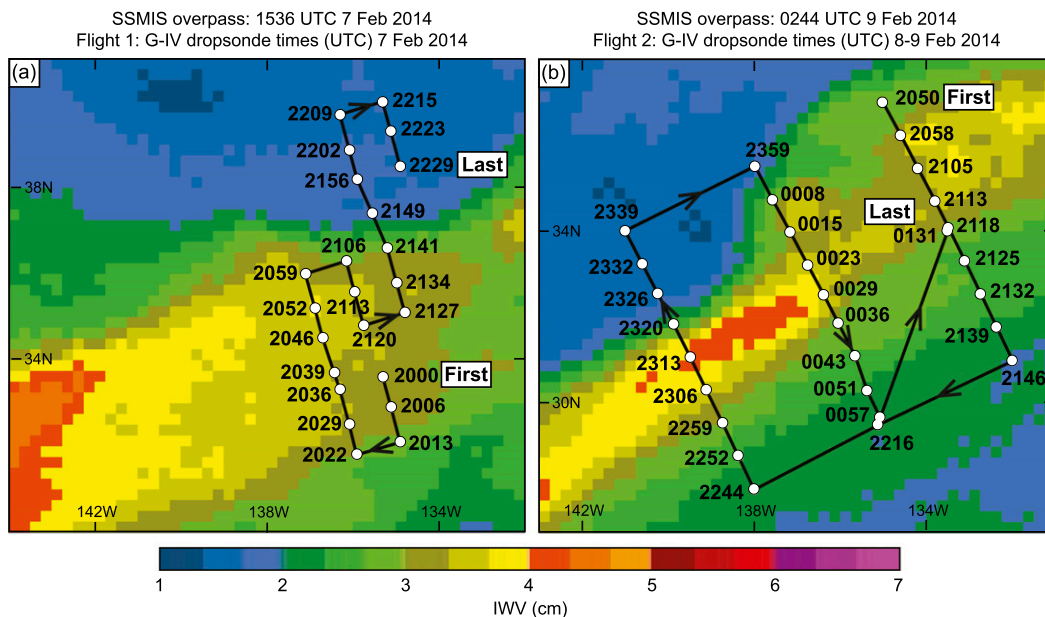 SSMIS overpass: 1536 UTC 7 Feb 2014
Flight 1: G-IV dropsonde times (UTC) 7 Feb 2014
(a)
2209
2215
2223
2202
2229
Last
2156
2149
2106
2141
2059
2134
2113
2052
2127
2120
2046
2039
2000
First
2036
2006
2029
2013
2022
38N
34N
142W
138W
134W
SSMIS overpass: 0244 UTC 9 Feb 2014
Flight 2: G-IV dropsonde times (UTC) 8-9 Feb 2014
(b)
2050
First
2058
2359
2105
0008
2113
2339
Last
0015
0131
2118
2332
0023
2125
2326
0029
2132
2320
0036
2139
2313
0043
2146
2306
0051
0057
2259
2216
2252
2244
34N
30N
142W
138W
134W
1
2
3
4
5
6
7
IWV (cm)